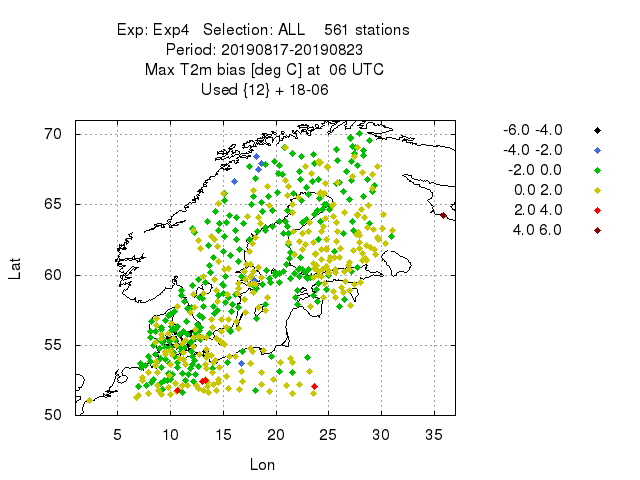 Exp: Exp4 Selection: ALL 561 stations
Period: 20190817-20190823
Max T2m bias [deg C] at 06 UTC
Used {12} + 18-06
-6.0 -4.0
-4.0 -2.0
-2.0 0.0
0.0 2.0
2.0 4.0
4.0 6.0
Lat
70
65
60
55
50
5 10 15 20 25 30 35
Lon